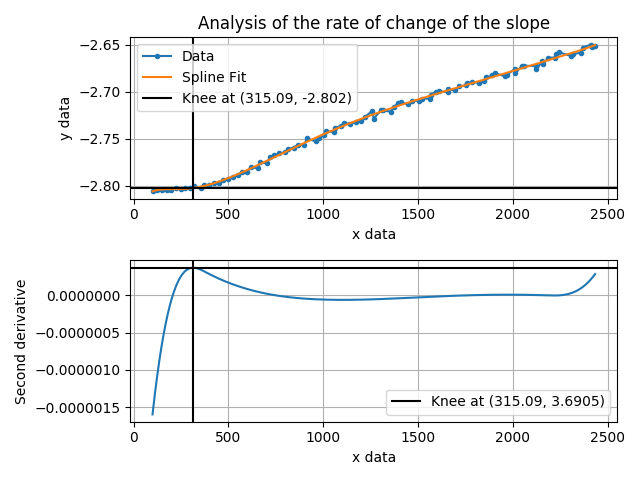 Analysis of the rate of change of the slope
Data
Spline Fit
Knee at (315.09, -2.802)
y data
−2.65
−2.70
−2.75
−2.80
0 500 1000 1500 2000 2500
x data
Second derivative
0.0000000
−0.0000005
−0.0000010
−0.0000015
Knee at (315.09, 3.6905)
0 500 1000 1500 2000 2500
x data